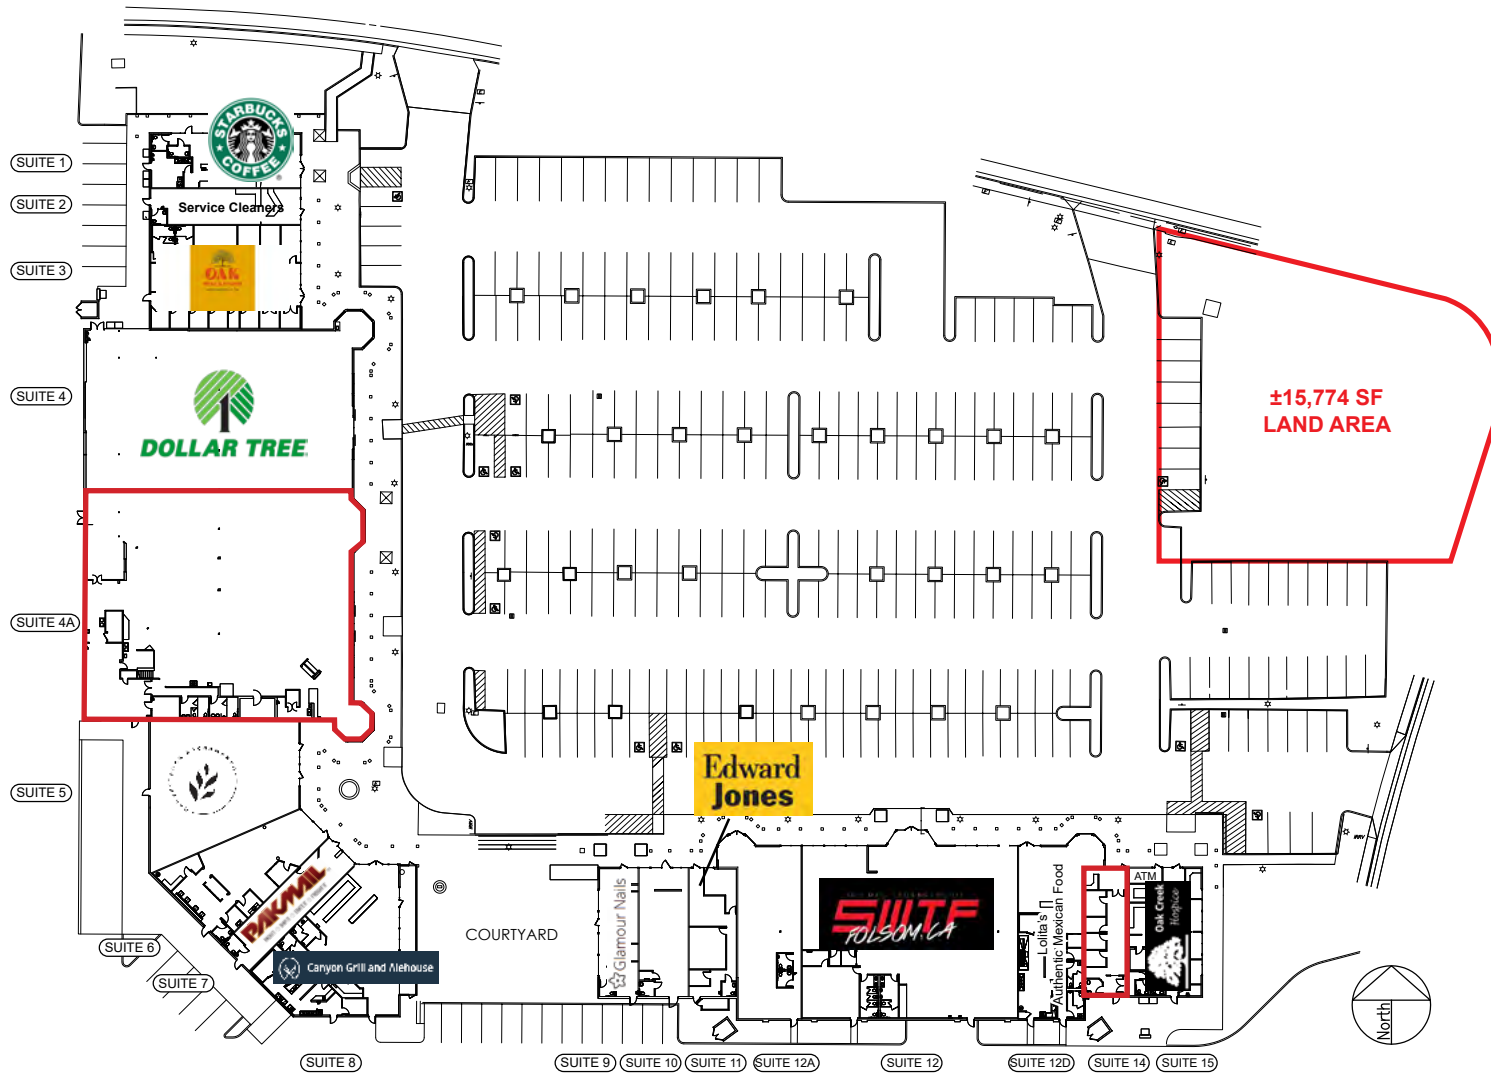 STARBUCKS
COFFEE
SUITE 1
SUITE 2
Service Cleaners
SUITE 3
OAK
SUITE 4
DOLLAR TREE
±15,774 SF
LAND AREA
SUITE 4A
SUITE 5
Edward
Jones
PAKMAIL
SUITE 6
SUITE 7
Canyon Grill and Alehouse
COURTYARD
Glamour Nails
FOLSOM, CA
Lolita's
Authentic Mexican Food
ATM
Oak Creek
Hospice
North
SUITE 8
SUITE 9
SUITE 10
SUITE 11
SUITE 12A
SUITE 12
SUITE 12D
SUITE 14
SUITE 15